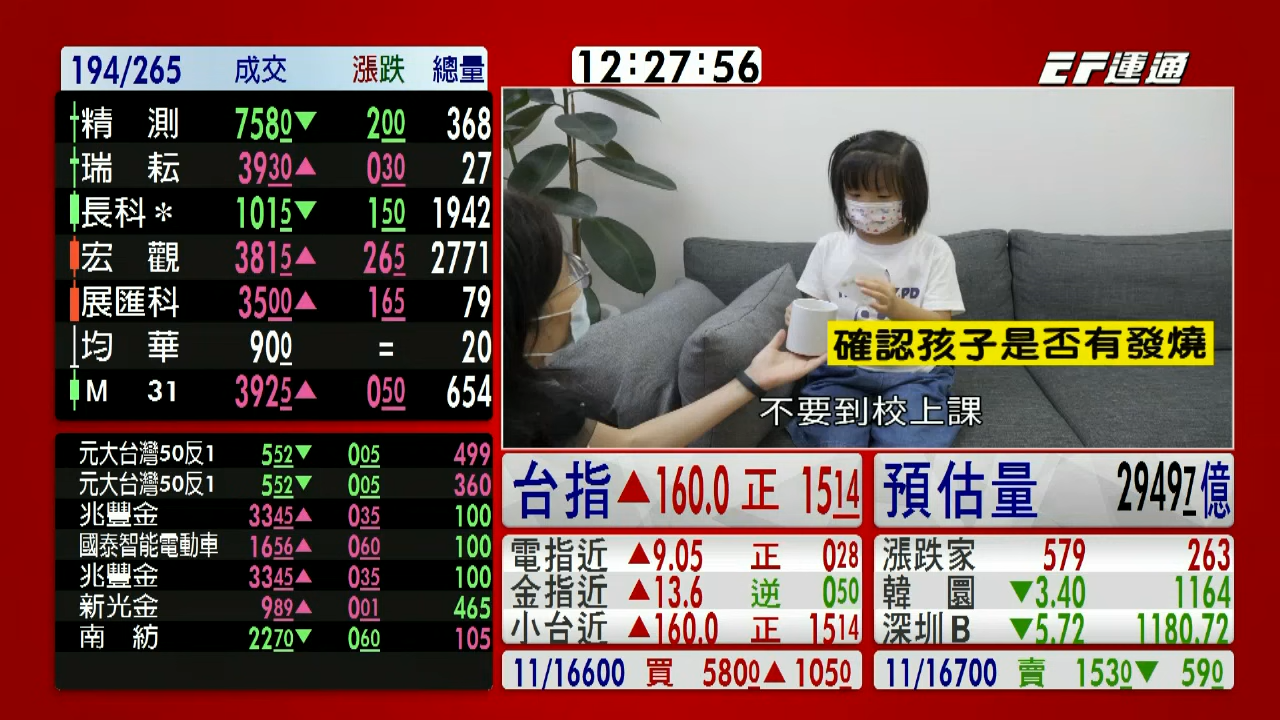 194/265 成交 漲跌 總量
精測 7580▼ 200 368
瑞耘 3930▲ 030 27
長科* 1015▼ 150 1942
宏觀 3815▲ 265 2771
展匯科 3500▲ 165 79
均華 900 = 20
M31 3925▲ 050 654
元大台灣50反1 552▼ 005 499
元大台灣50反1 552▼ 005 360
兆豐金 3345▲ 035 100
國泰智能電動車 1656▲ 060 100
兆豐金 3345▲ 035 100
新光金 989▲ 001 465
南紡 2270▼ 060 105
12:27:56
EF運通
確認孩子是否有發燒
不要到校上課
台指▲160.0 正 1514
電指近 ▲9.05 正 028
金指近 ▲13.6 逆 050
小台近 ▲160.0 正 1514
11/16600 買 5800▲1050
預估量 29497億
漲跌家 579 263
韓圜 ▼3.40 1164
深圳B ▼5.72 1180.72
11/16700 賣 1530▼ 590